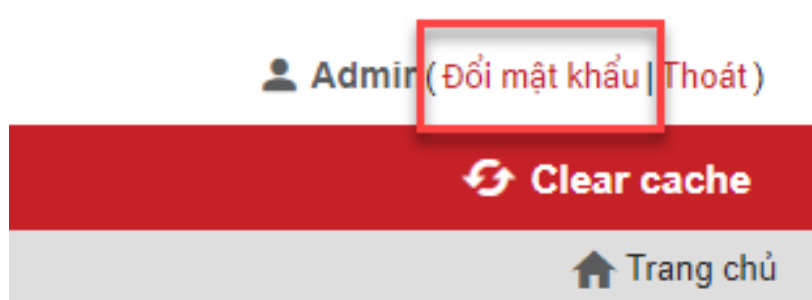 Admin (Đổi mật khẩu | Thoát)
Clear cache
Trang chủ